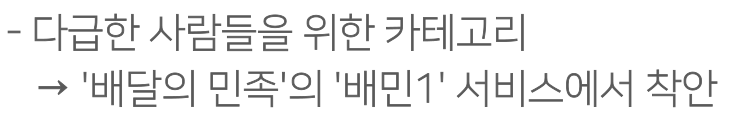 - 다급한 사람들을 위한 카테고리
→ '배달의 민족'의 '배민1' 서비스에서 착안